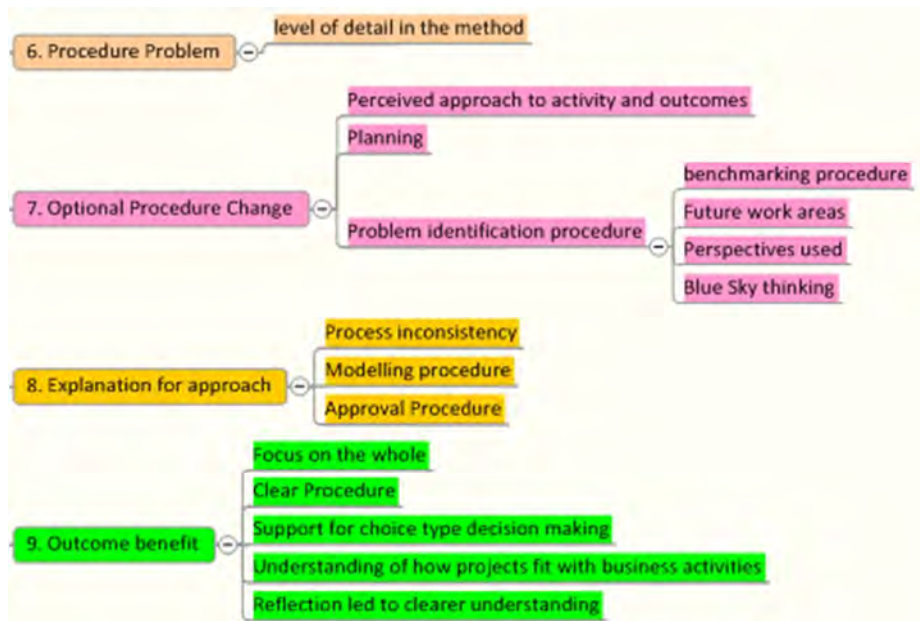 level of detail in the method
6. Procedure Problem
Perceived approach to activity and outcomes
Planning
benchmarking procedure
7. Optional Procedure Change
Future work areas
Problem identification procedure
Perspectives used
Blue Sky thinking
Process inconsistency
Modelling procedure
8. Explanation for approach
Approval Procedure
Focus on the whole
Clear Procedure
Support for choice type decision making
9. Outcome benefit
Understanding of how projects fit with business activities
Reflection led to clearer understanding